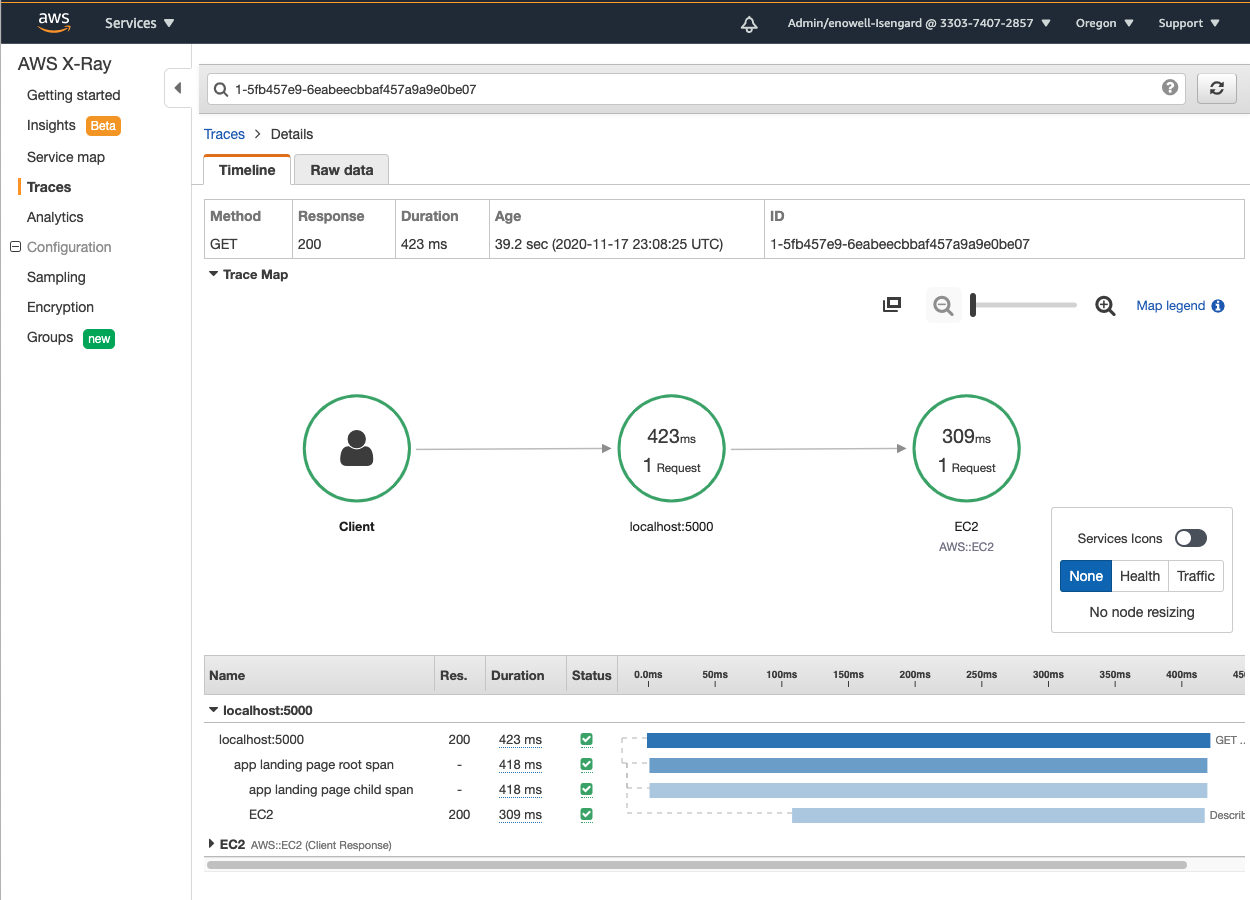 aws Services Admin/enowell-Isengard @ 3303-7407-2857 Oregon Support
AWS X-Ray
Getting started
Insights Beta
Service map
Traces
Analytics
Configuration
Sampling
Encryption
Groups new
1-5fb457e9-6eabeecbbaf457a9a9e0be07 ?
Traces > Details
Timeline Raw data
Method Response Duration Age ID
GET 200 423 ms 39.2 sec (2020-11-17 23:08:25 UTC) 1-5fb457e9-6eabeecbbaf457a9a9e0be07
Trace Map
Map legend i
423ms
1 Request
309ms
1 Request
Client
localhost:5000
EC2
AWS::EC2
Services Icons
None Health Traffic
No node resizing
Name Res. Duration Status 0.0ms 50ms 100ms 150ms 200ms 250ms 300ms 350ms 400ms 45
localhost:5000
localhost:5000 200 423 ms GET ..
app landing page root span - 418 ms
app landing page child span - 418 ms
EC2 200 309 ms Describ
EC2 AWS::EC2 (Client Response)